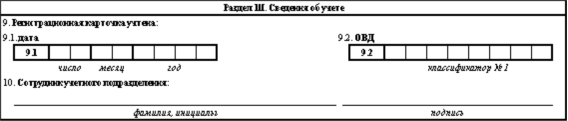 Раздел III. Сведения об учете
9. Регистрационная карточка учтена:
9.1. дата 9.2. ОВД
9.1 9.2
число месяц год классификатор № 1
10. Сотрудник учетного подразделения:
фамилия, инициалы подпись